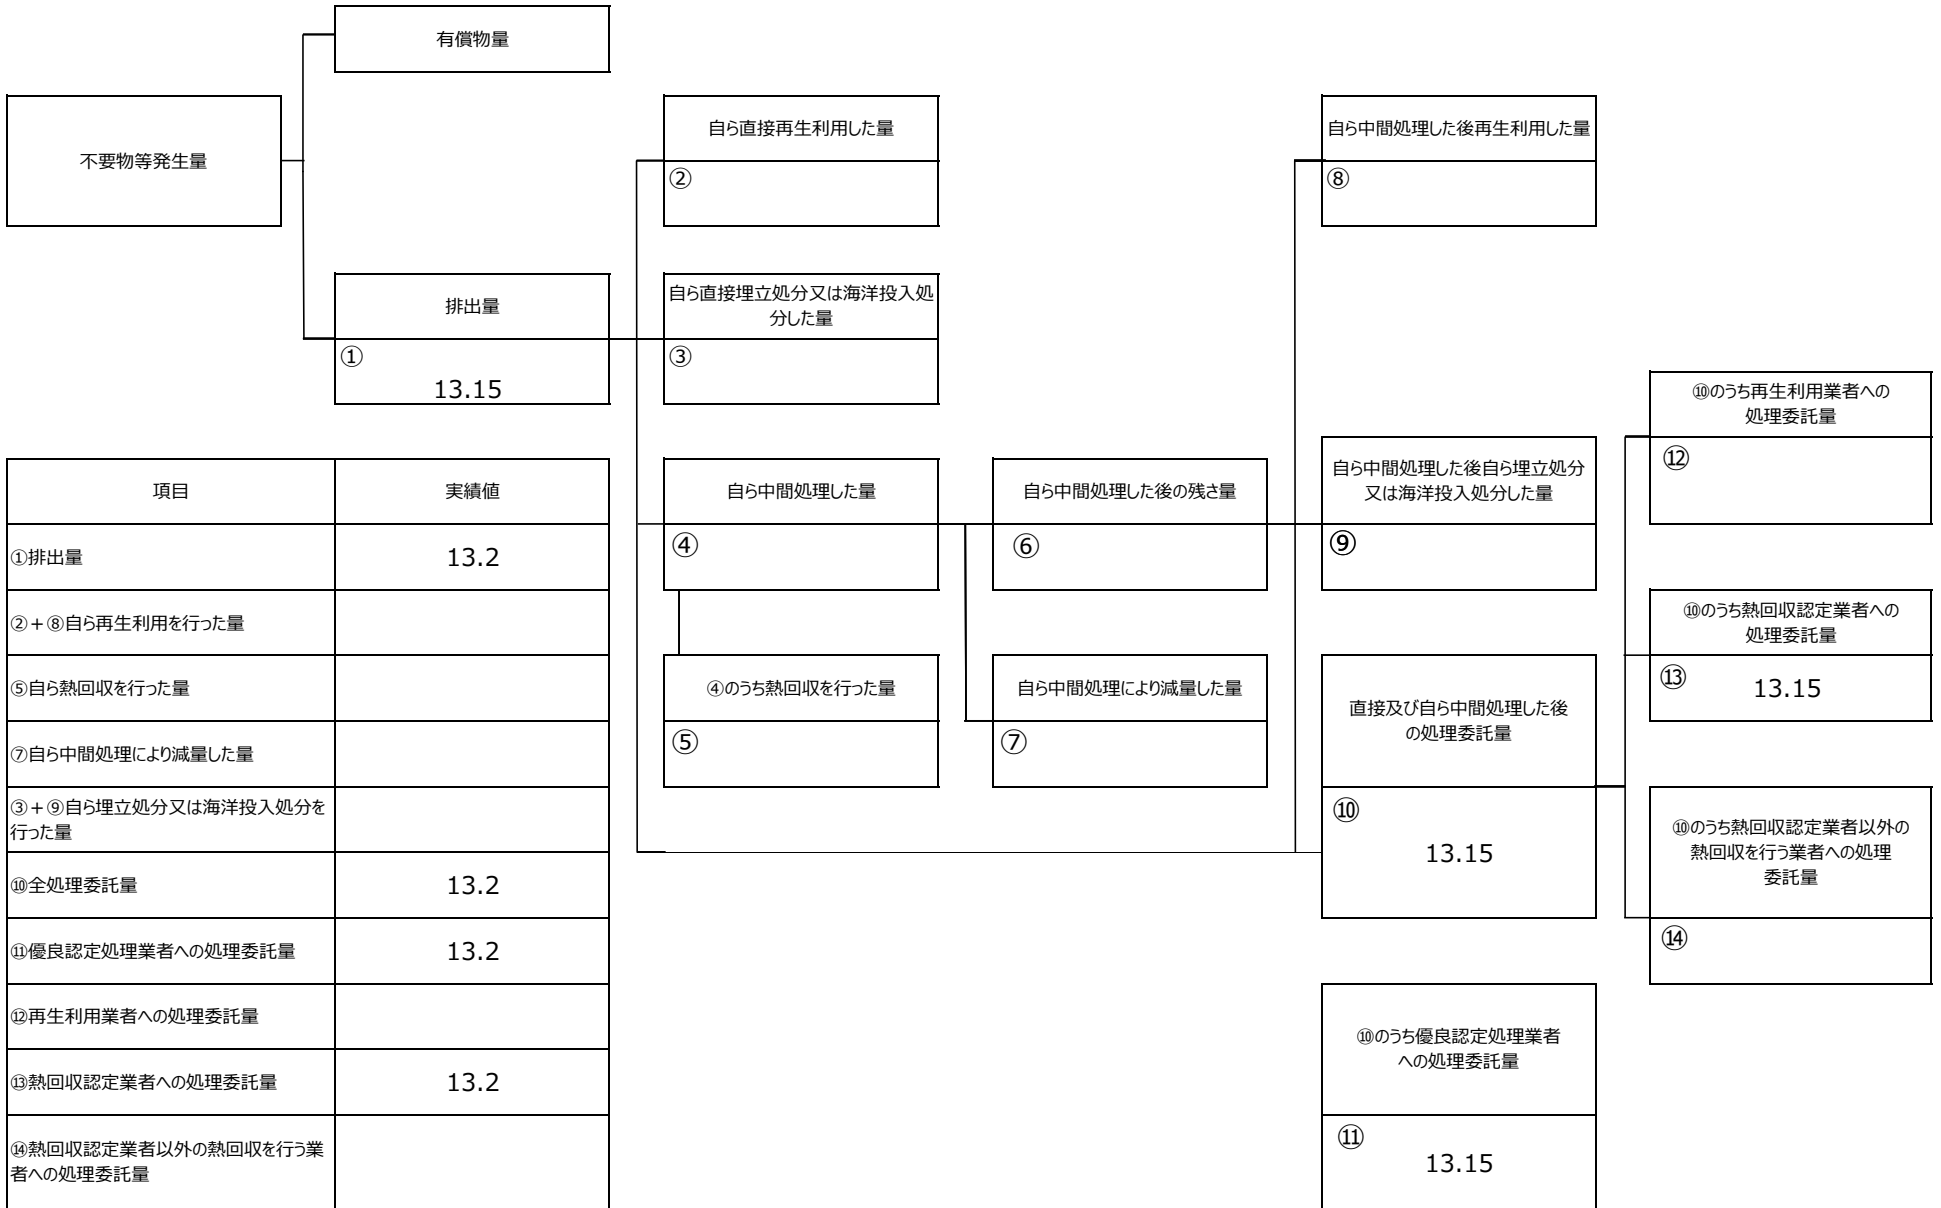 有償物量
不要物等発生量
自ら直接再生利用した量
②
自ら中間処理した後再生利用した量
⑧
排出量
①
13.15
自ら直接埋立処分又は海洋投入処
分した量
③
⑩のうち再生利用業者への
処理委託量
⑫
項目
実績値
①排出量
13.2
②+⑧自ら再生利用を行った量
⑤自ら熱回収を行った量
⑦自ら中間処理により減量した量
③+⑨自ら埋立処分又は海洋投入処分を
行った量
⑩全処理委託量
13.2
⑪優良認定処理業者への処理委託量
13.2
⑫再生利用業者への処理委託量
⑬熱回収認定業者への処理委託量
13.2
⑭熱回収認定業者以外の熱回収を行う業
者への処理委託量
自ら中間処理した量
④
自ら中間処理した後の残さ量
⑥
自ら中間処理した後自ら埋立処分
又は海洋投入処分した量
⑨
④のうち熱回収を行った量
⑤
自ら中間処理により減量した量
⑦
直接及び自ら中間処理した後
の処理委託量
⑩
13.15
⑩のうち熱回収認定業者への
処理委託量
⑬
13.15
⑩のうち熱回収認定業者以外の
熱回収を行う業者への処理
委託量
⑭
⑩のうち優良認定処理業者
への処理委託量
⑪
13.15